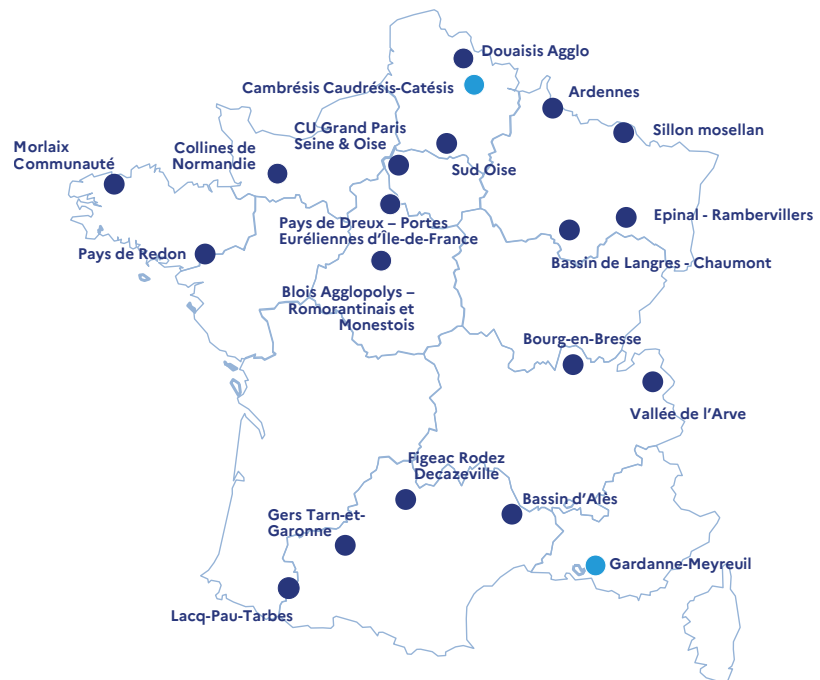 Douaisis Agglo
Cambrésis Caudrésis-Catésis
Ardennes
Sillon mosellan
CU Grand Paris
Seine & Oise
Sud Oise
Collines de
Normandie
Morlaix
Communauté
Pays de Dreux – Portes
Euréliennes d’Île-de-France
Epinal - Rambervillers
Pays de Redon
Bassin de Langres - Chaumont
Blois Agglopolys –
Romorantinais et
Monestois
Bourg-en-Bresse
Vallée de l’Arve
Figeac Rodez
Decazeville
Bassin d’Alès
Gers Tarn-et-
Garonne
Gardanne-Meyreuil
Lacq-Pau-Tarbes